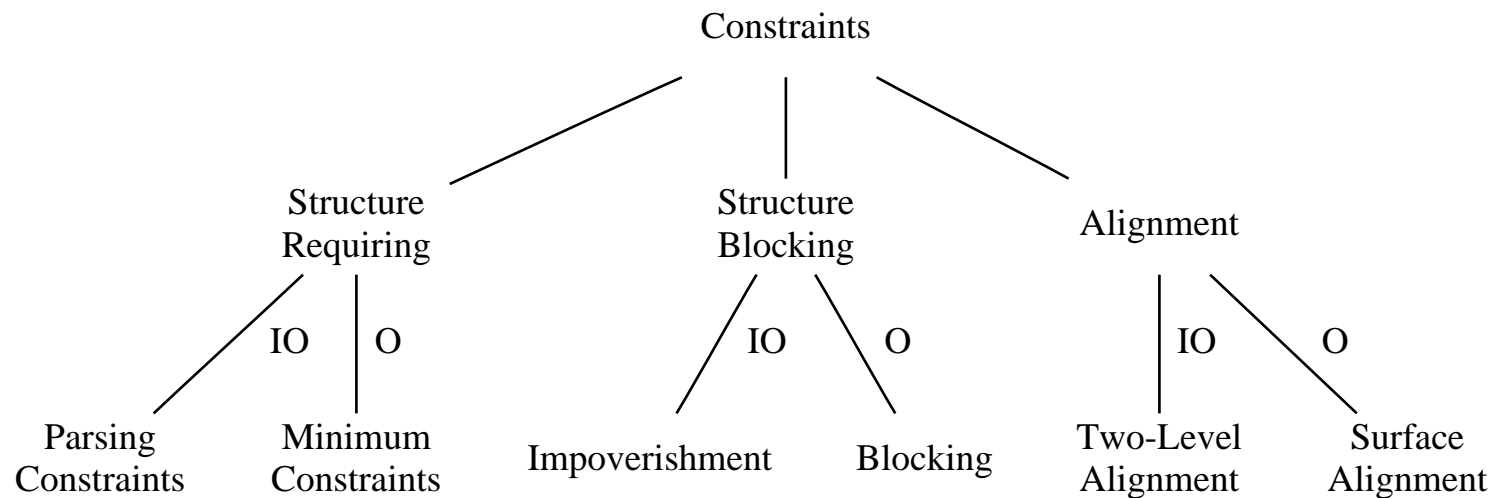 Constraints
Structure
Requiring
Structure
Blocking
Alignment
IO
O
IO
O
IO
O
Parsing
Constraints
Minimum
Constraints
Impoverishment
Blocking
Two-Level
Alignment
Surface
Alignment